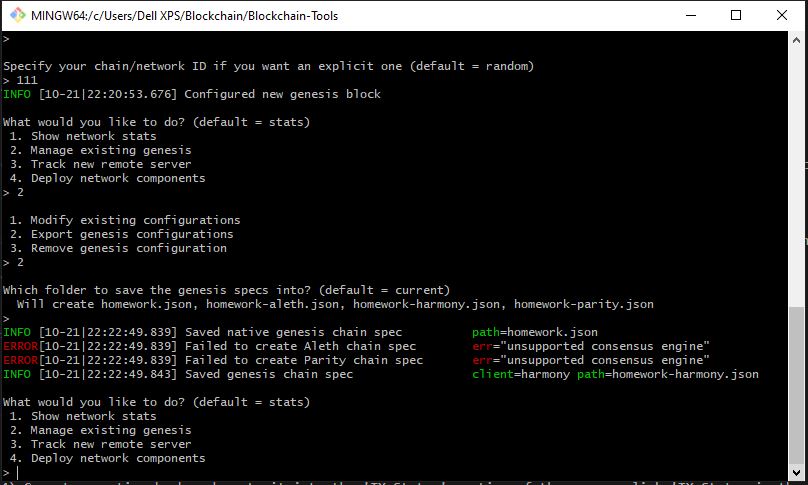 MINGW64:/c/Users/Dell XPS/Blockchain/Blockchain-Tools
>
Specify your chain/network ID if you want an explicit one (default = random)
> 111
INFO [10-21|22:20:53.676] Configured new genesis block
What would you like to do? (default = stats)
1. Show network stats
2. Manage existing genesis
3. Track new remote server
4. Deploy network components
> 2
1. Modify existing configurations
2. Export genesis configurations
3. Remove genesis configuration
> 2
Which folder to save the genesis specs into? (default = current)
Will create homework.json, homework-aleth.json, homework-harmony.json, homework-parity.json
>
INFO [10-21|22:22:49.839] Saved native genesis chain spec path=homework.json
ERROR[10-21|22:22:49.839] Failed to create Aleth chain spec err="unsupported consensus engine"
ERROR[10-21|22:22:49.839] Failed to create Parity chain spec err="unsupported consensus engine"
INFO [10-21|22:22:49.843] Saved genesis chain spec client=harmony path=homework-harmony.json
What would you like to do? (default = stats)
1. Show network stats
2. Manage existing genesis
3. Track new remote server
4. Deploy network components
>